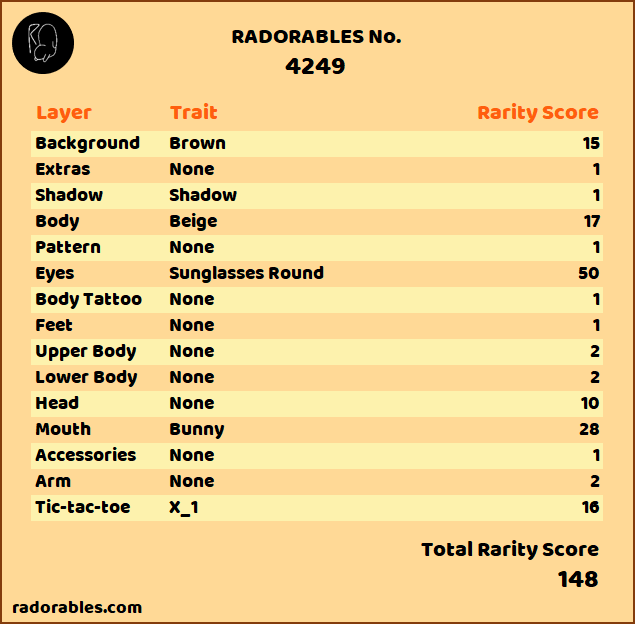 RADORABLES No.
4249
Layer Trait Rarity Score
Background Brown 15
Extras None 1
Shadow Shadow 1
Body Beige 17
Pattern None 1
Eyes Sunglasses Round 50
Body Tattoo None 1
Feet None 1
Upper Body None 2
Lower Body None 2
Head None 10
Mouth Bunny 28
Accessories None 1
Arm None 2
Tic-tac-toe X_1 16
Total Rarity Score
148
radorables.com